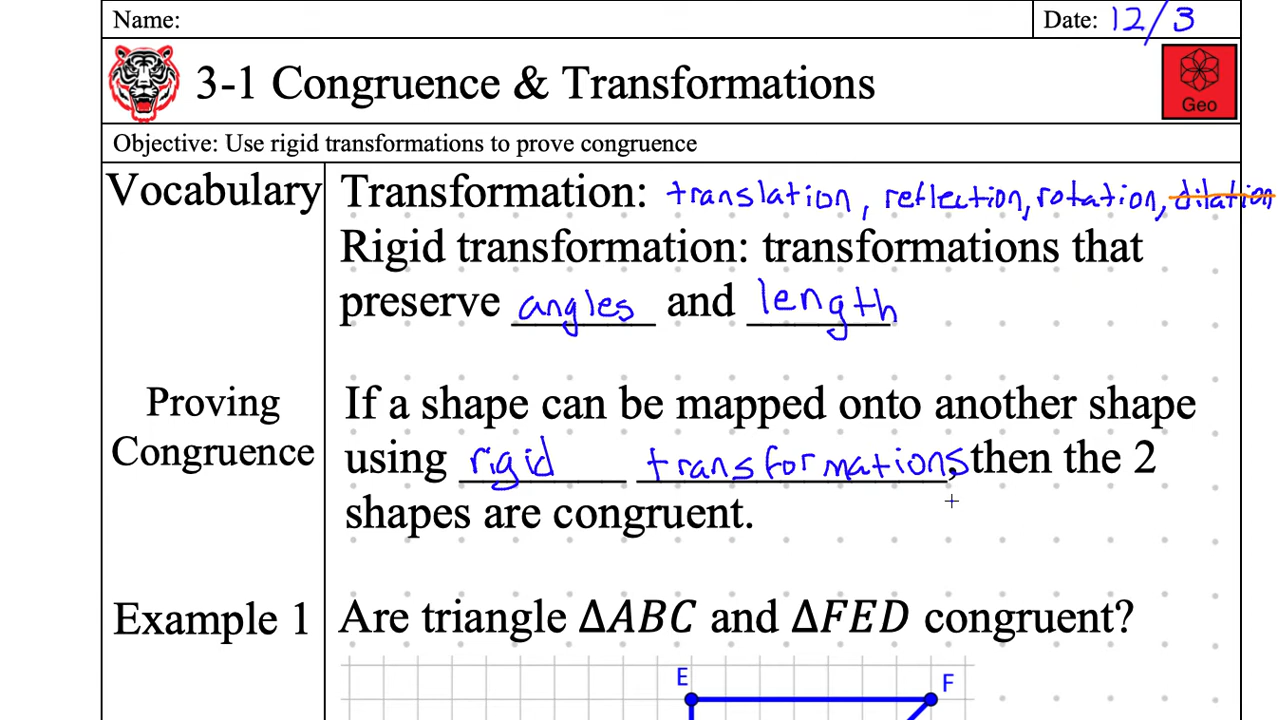 Name:
Date: 12/3
3-1 Congruence & Transformations
Geo
Objective: Use rigid transformations to prove congruence
Vocabulary
Transformation: translation, reflection, rotation, dilation
Rigid transformation: transformations that
preserve angles and length
Proving
Congruence
If a shape can be mapped onto another shape
using rigid transformations, then the 2
shapes are congruent.
Example 1
Are triangle ΔABC and ΔFED congruent?
E
F